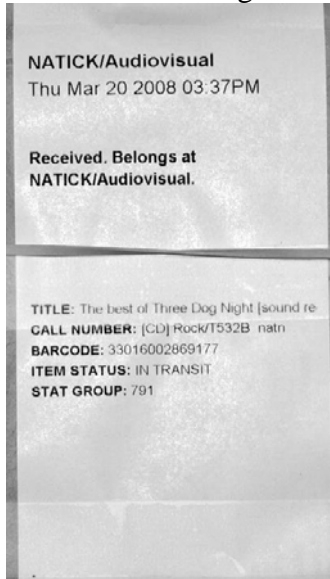 NATICK/Audiovisual
Thu Mar 20 2008 03:37PM
Received. Belongs at
NATICK/Audiovisual.
TITLE: The best of Three Dog Night [sound re
CALL NUMBER: [CD] Rock/T532B natn
BARCODE: 33016002869177
ITEM STATUS: IN TRANSIT
STAT GROUP: 791